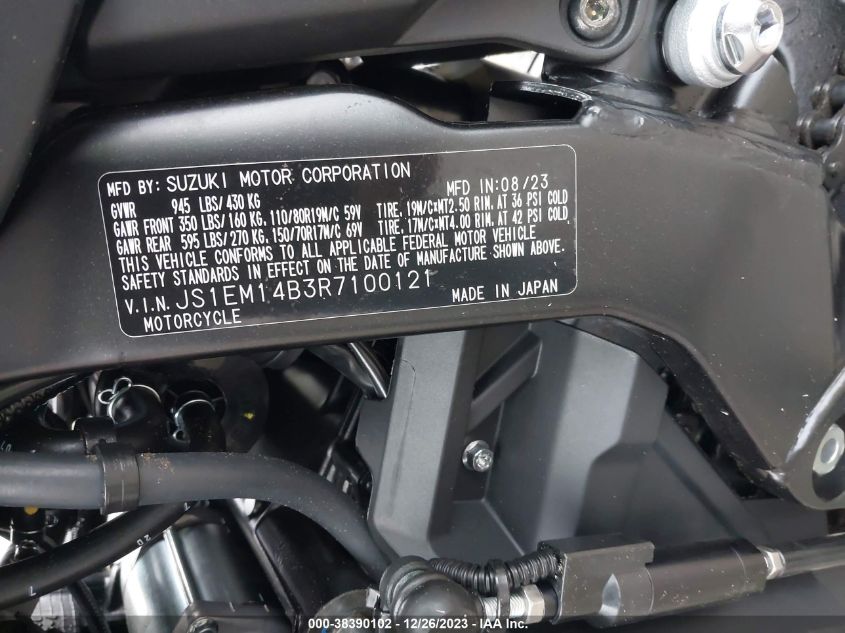 MFD BY: SUZUKI MOTOR CORPORATION MFD IN: 08/23
GVWR 945 LBS/ 430 KG
GAWR FRONT 350 LBS/ 160 KG, 110/80R19M/C 59V TIRE, 19M/C×MT2.50 RIM, AT 36 PSI COLD
GAWR REAR 595 LBS/ 270 KG, 150/70R17M/C 69V TIRE, 17M/C×MT4.00 RIM, AT 42 PSI COLD
THIS VEHICLE CONFORMS TO ALL APPLICABLE FEDERAL MOTOR VEHICLE
SAFETY STANDARDS IN EFFECT ON THE DATE OF MANUFACTURE SHOWN ABOVE.
V.I.N. JS1EM14B3R7100121 MADE IN JAPAN
MOTORCYCLE
000-38390102 - 12/26/2023 - IAA Inc.